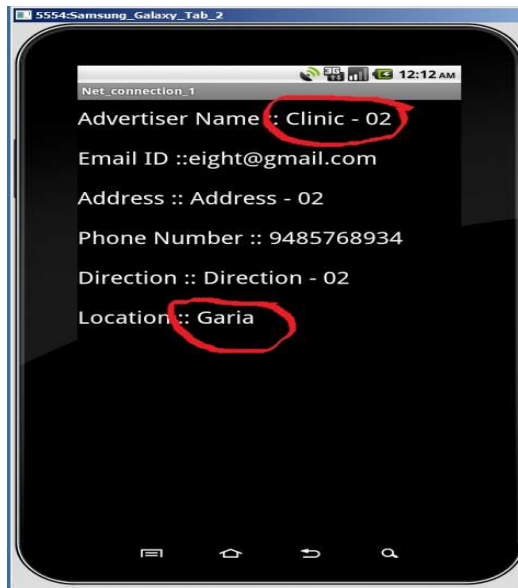 5554:Samsung_Galaxy_Tab_2
3G 12:12 AM
Net_connection_1
Advertiser Name :: Clinic - 02
Email ID ::eight@gmail.com
Address :: Address - 02
Phone Number :: 9485768934
Direction :: Direction - 02
Location :: Garia